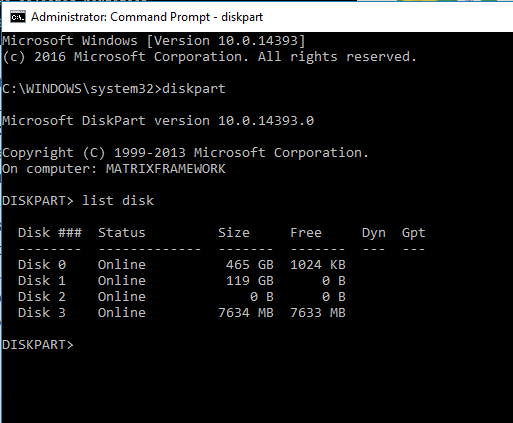 Administrator: Command Prompt - diskpart
Microsoft Windows [Version 10.0.14393]
(c) 2016 Microsoft Corporation. All rights reserved.
C:\WINDOWS\system32>diskpart
Microsoft DiskPart version 10.0.14393.0
Copyright (C) 1999-2013 Microsoft Corporation.
On computer: MATRIXFRAMEWORK
DISKPART> list disk
  Disk ###  Status         Size     Free     Dyn  Gpt
  --------  -------------  -------  -------  ---  ---
  Disk 0    Online          465 GB  1024 KB
  Disk 1    Online          119 GB      0 B
  Disk 2    Online             0 B      0 B
  Disk 3    Online         7634 MB  7633 MB
DISKPART>